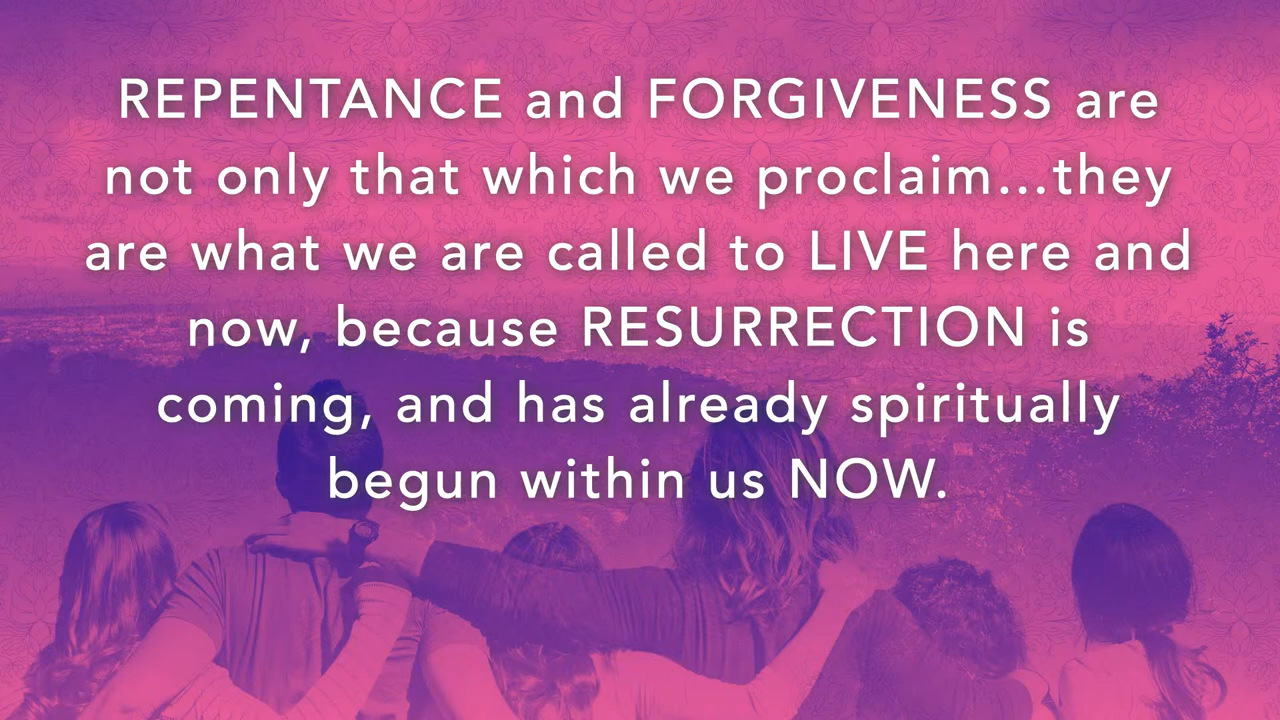 REPENTANCE and FORGIVENESS are
not only that which we proclaim...they
are what we are called to LIVE here and
now, because RESURRECTION is
coming, and has already spiritually
begun within us NOW.